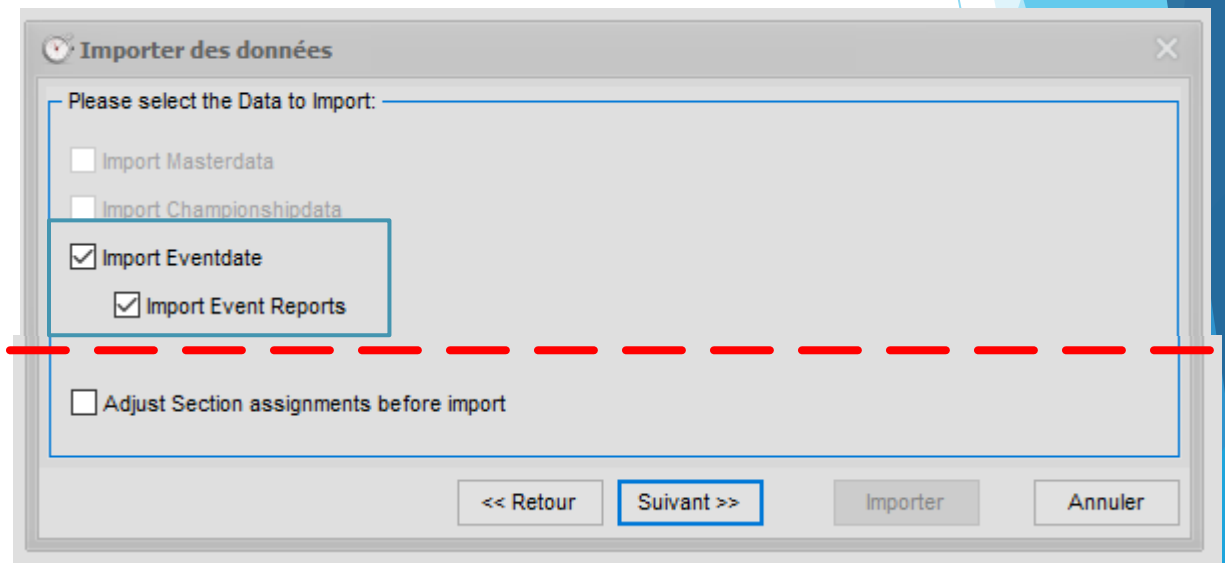 Importer des données
Please select the Data to Import:
Import Masterdata
Import Championshipdata
Import Eventdate
Import Event Reports
Adjust Section assignments before import
<< Retour Suivant >> Importer Annuler